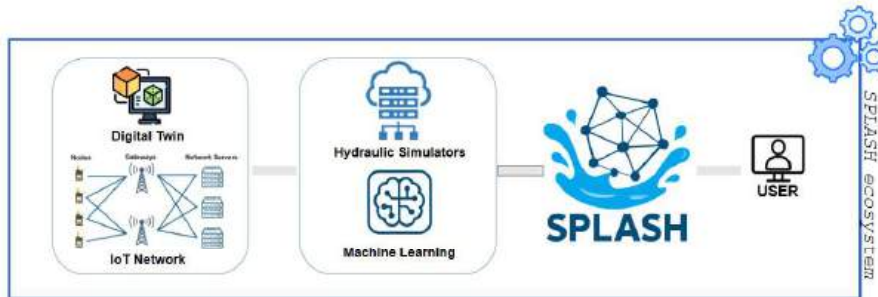 Digital Twin
Nodes
Gateways
Network Servers
IoT Network
Hydraulic Simulators
Machine Learning
SPLASH
USER
SPLASH ecosystem